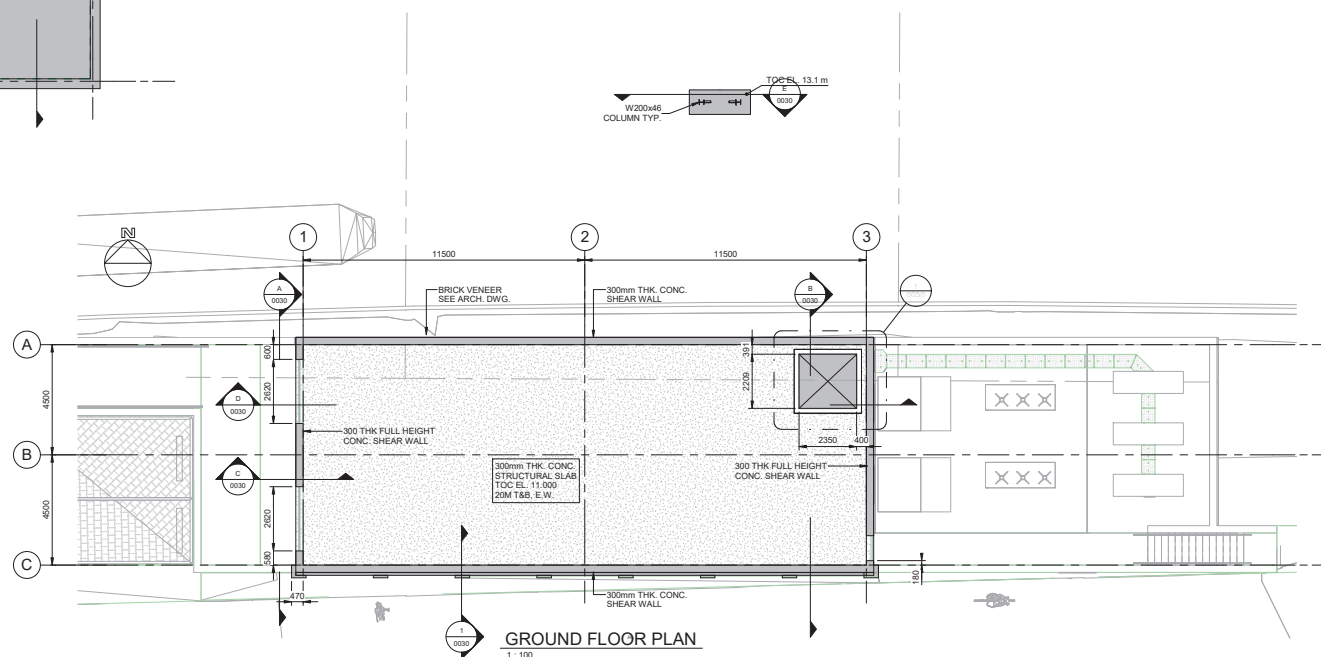 TOC EL. 13.1 m
E
0030
W200x46
COLUMN TYP.
N
1
2
3
11500
11500
A
0030
BRICK VENEER
SEE ARCH. DWG.
300mm THK. CONC.
SHEAR WALL
B
0030
A
600
391
2620
2209
4500
D
0030
300 THK FULL HEIGHT
CONC. SHEAR WALL
2350
400
B
C
0030
300mm THK. CONC.
STRUCTURAL SLAB
TOC EL. 11.000
20M T&B, E.W.
300 THK FULL HEIGHT
CONC. SHEAR WALL
4500
2620
580
C
180
470
300mm THK. CONC.
SHEAR WALL
1
0030
GROUND FLOOR PLAN
1 : 100